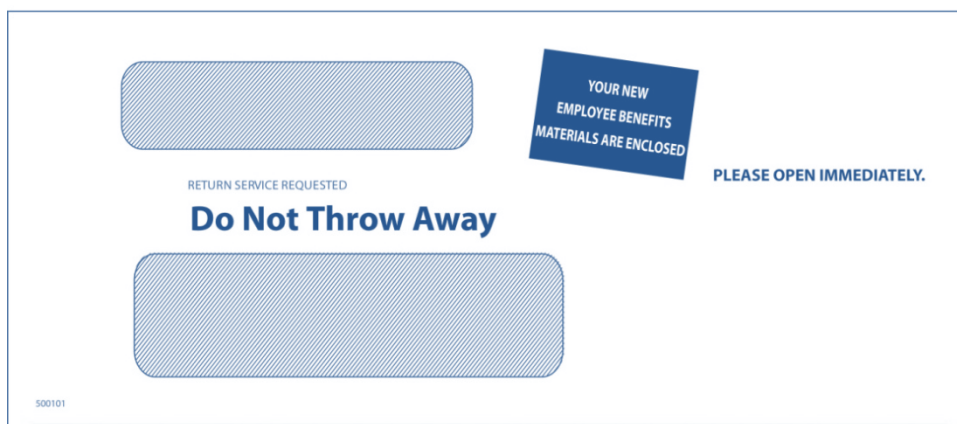 YOUR NEW
EMPLOYEE BENEFITS
MATERIALS ARE ENCLOSED
PLEASE OPEN IMMEDIATELY.
RETURN SERVICE REQUESTED
Do Not Throw Away
500101